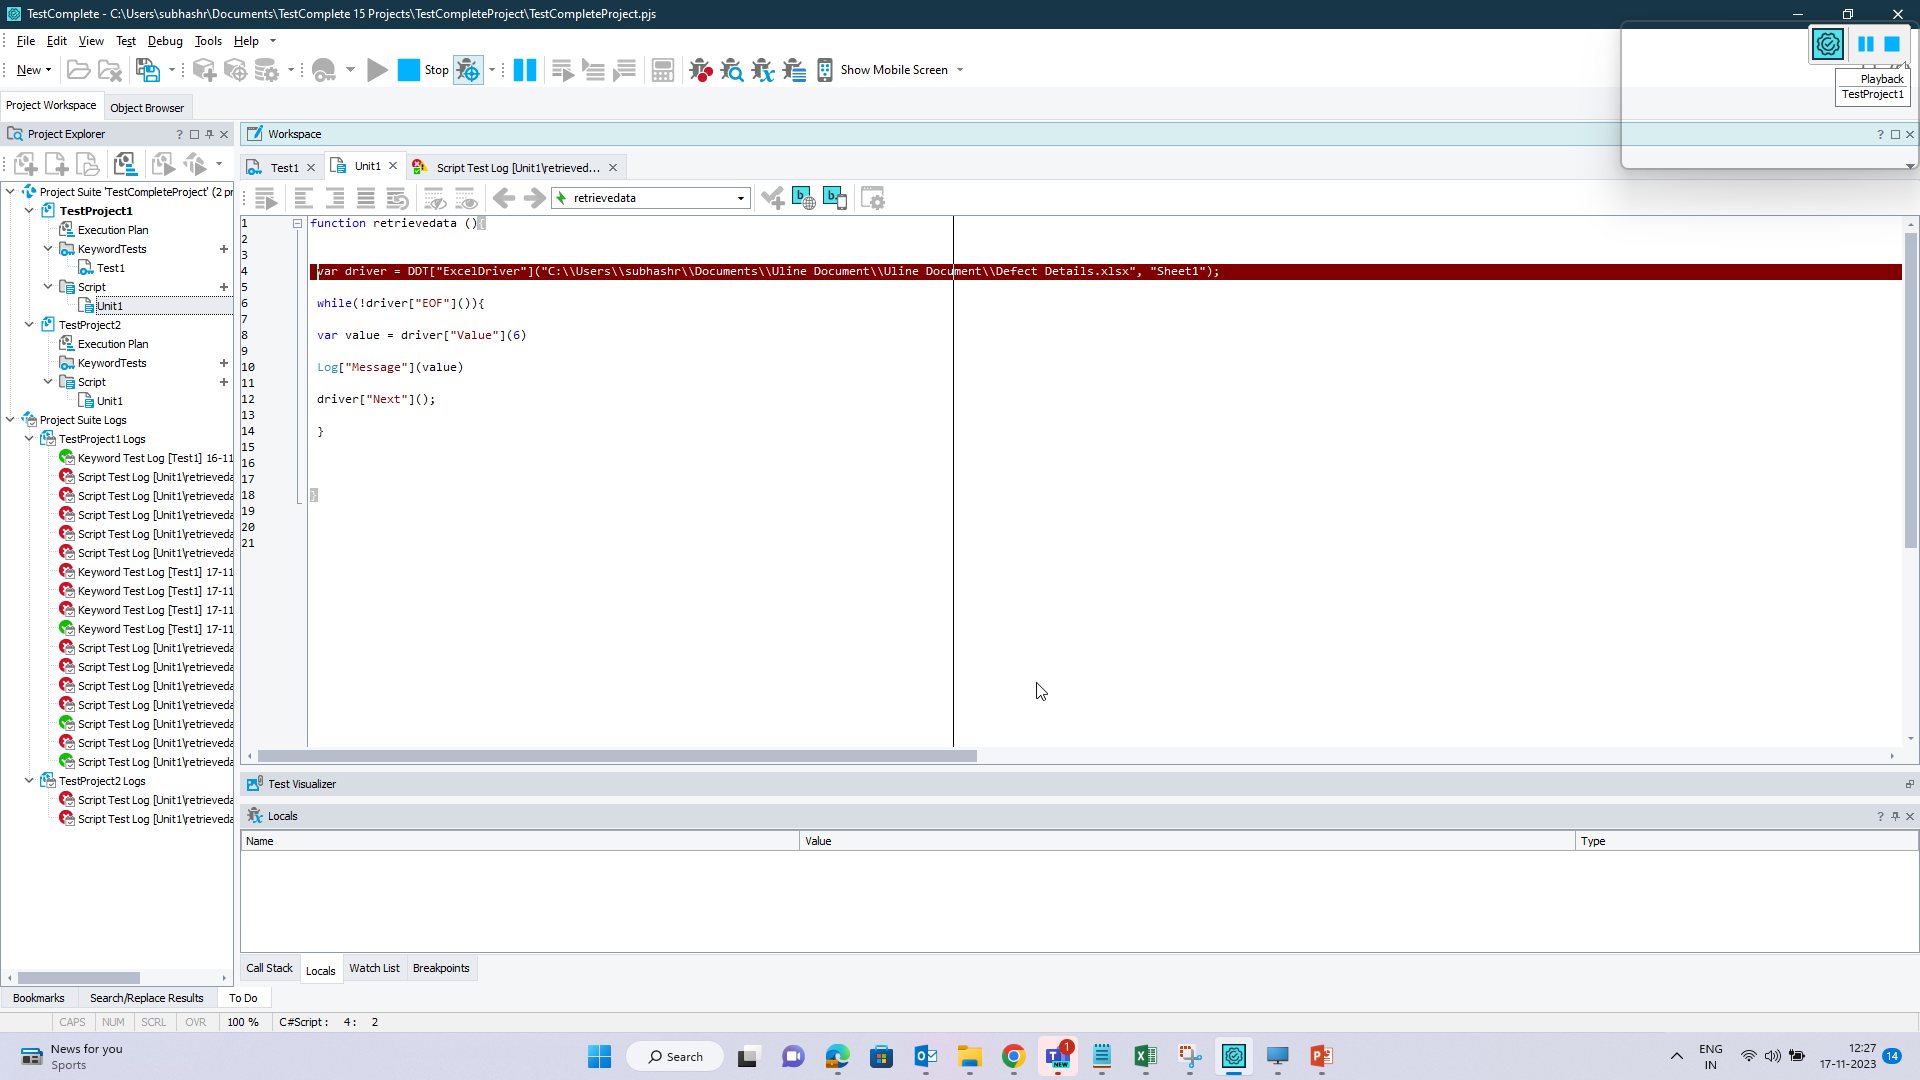 TestComplete - C:\Users\subhashr\Documents\TestComplete 15 Projects\TestCompleteProject\TestCompleteProject.pjs
File Edit View Test Debug Tools Help
New Stop Show Mobile Screen
Playback
TestProject1
Project Workspace Object Browser
Project Explorer
Workspace
Test1 Unit1 Script Test Log [Unit1\retrieved...
retrievedata
Project Suite 'TestCompleteProject' (2 pr
TestProject1
Execution Plan
KeywordTests
Test1
Script
Unit1
TestProject2
Execution Plan
KeywordTests
Script
Unit1
Project Suite Logs
TestProject1 Logs
Keyword Test Log [Test1] 16-11
Script Test Log [Unit1\retrieveda
Script Test Log [Unit1\retrieveda
Script Test Log [Unit1\retrieveda
Script Test Log [Unit1\retrieveda
Script Test Log [Unit1\retrieveda
Keyword Test Log [Test1] 17-11
Keyword Test Log [Test1] 17-11
Keyword Test Log [Test1] 17-11
Keyword Test Log [Test1] 17-11
Script Test Log [Unit1\retrieveda
Script Test Log [Unit1\retrieveda
Script Test Log [Unit1\retrieveda
Script Test Log [Unit1\retrieveda
Script Test Log [Unit1\retrieveda
Script Test Log [Unit1\retrieveda
Script Test Log [Unit1\retrieveda
TestProject2 Logs
Script Test Log [Unit1\retrieveda
Script Test Log [Unit1\retrieveda
1 function retrievedata (){
2
3
4 var driver = DDT["ExcelDriver"]("C:\\Users\\subhashr\\Documents\\Uline Document\\Uline Document\\Defect Details.xlsx", "Sheet1");
5
6 while(!driver["EOF"]()){
7
8 var value = driver["Value"](6)
9
10 Log["Message"](value)
11
12 driver["Next"]();
13
14 }
15
16
17
18 }
19
20
21
Test Visualizer
Locals
Name Value Type
Call Stack Locals Watch List Breakpoints
Bookmarks Search/Replace Results To Do
CAPS NUM SCRL OVR 100 % C#Script : 4 : 2
News for you
Sports
Search
1
NEW
ENG
IN
12:27
17-11-2023
14